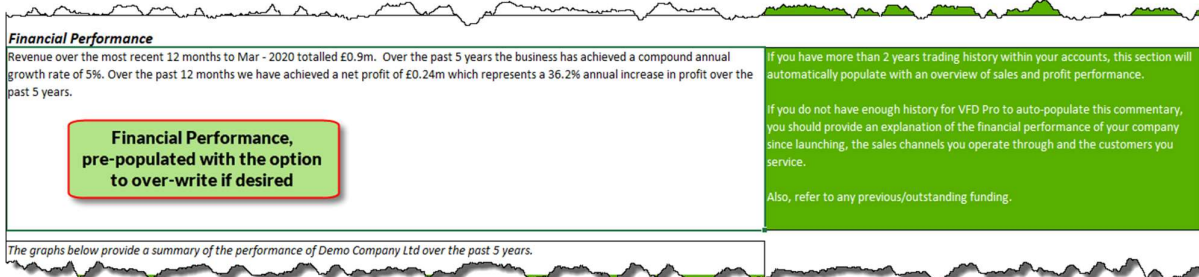 Financial Performance
Revenue over the most recent 12 months to Mar - 2020 totalled £0.9m.  Over the past 5 years the business has achieved a compound annual
growth rate of 5%. Over the past 12 months we have achieved a net profit of £0.24m which represents a 36.2% annual increase in profit over the
past 5 years.
Financial Performance,
pre-populated with the option
to over-write if desired
If you have more than 2 years trading history within your accounts, this section will
automatically populate with an overview of sales and profit performance.
If you do not have enough history for VFD Pro to auto-populate this commentary,
you should provide an explanation of the financial performance of your company
since launching, the sales channels you operate through and the customers you
service.
Also, refer to any previous/outstanding funding.
The graphs below provide a summary of the performance of Demo Company Ltd over the past 5 years.